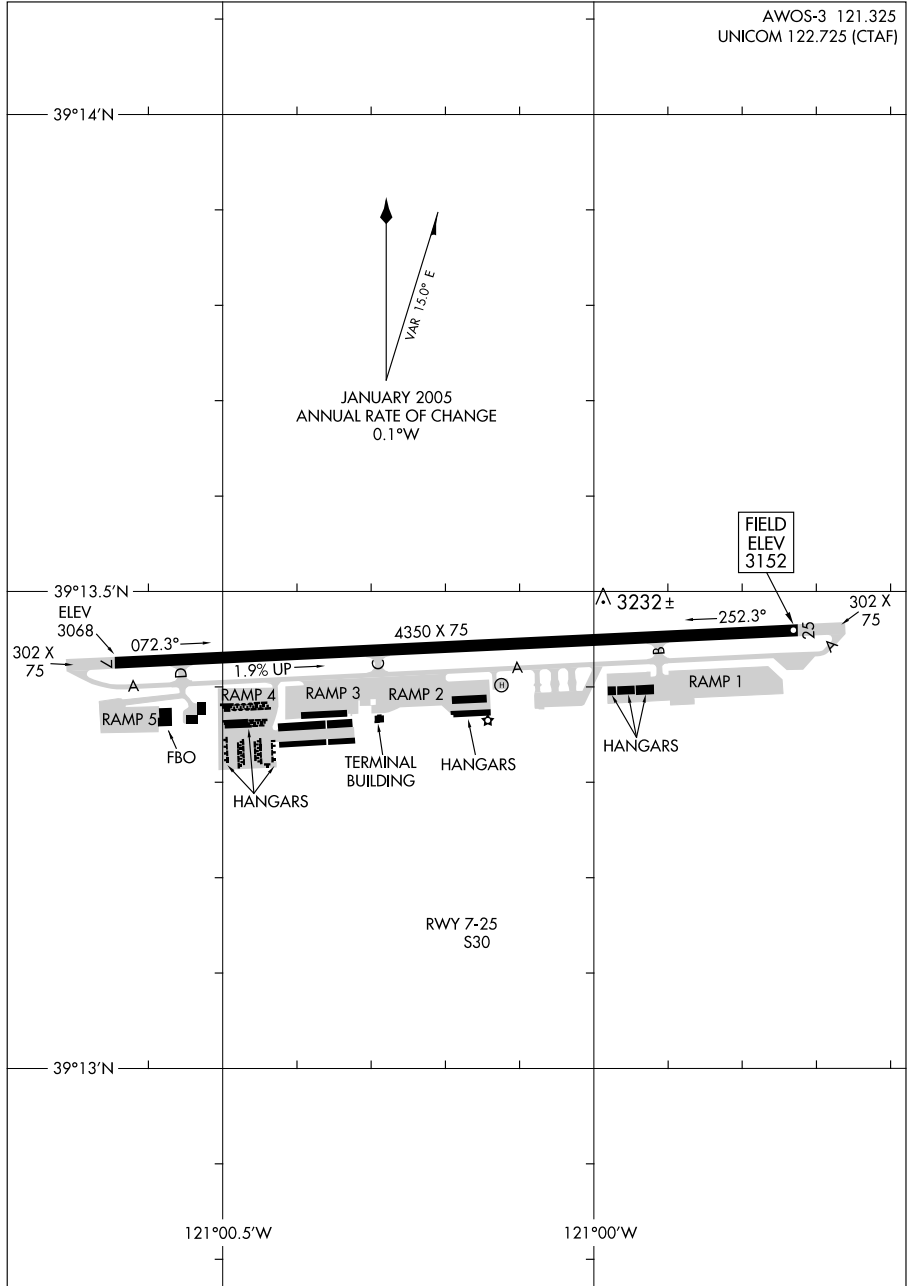 AWOS-3 121.325
UNICOM 122.725 (CTAF)
39°14'N
VAR 15.0° E
JANUARY 2005
ANNUAL RATE OF CHANGE
0.1°W
FIELD
ELEV
3152
39°13.5'N
3232 ±
302 X
75
ELEV
3068
072.3°
4350 X 75
252.3°
25
302 X
75
7
1.9% UP
A
D
C
A
B
A
RAMP 5
RAMP 4
RAMP 3
RAMP 2
H
RAMP 1
FBO
HANGARS
TERMINAL
BUILDING
HANGARS
HANGARS
RWY 7-25
S30
39°13'N
121°00.5'W
121°00'W